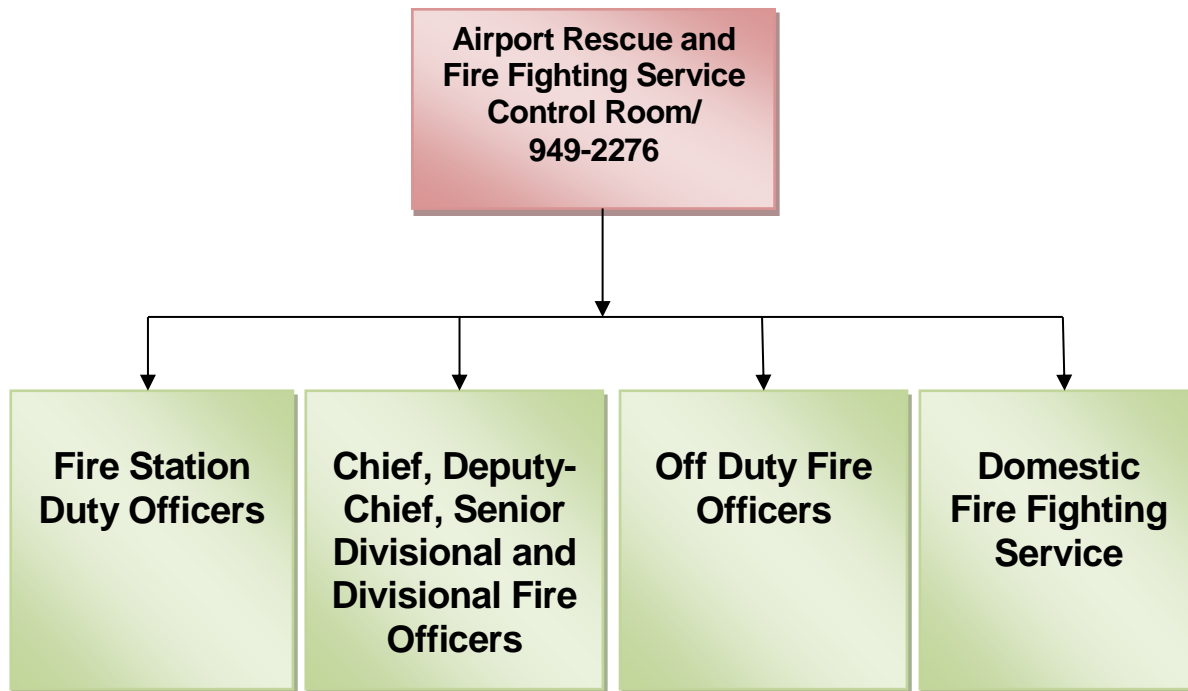 Airport Rescue and
Fire Fighting Service
Control Room/
949-2276
Fire Station
Duty Officers
Chief, Deputy-
Chief, Senior
Divisional and
Divisional Fire
Officers
Off Duty Fire
Officers
Domestic
Fire Fighting
Service